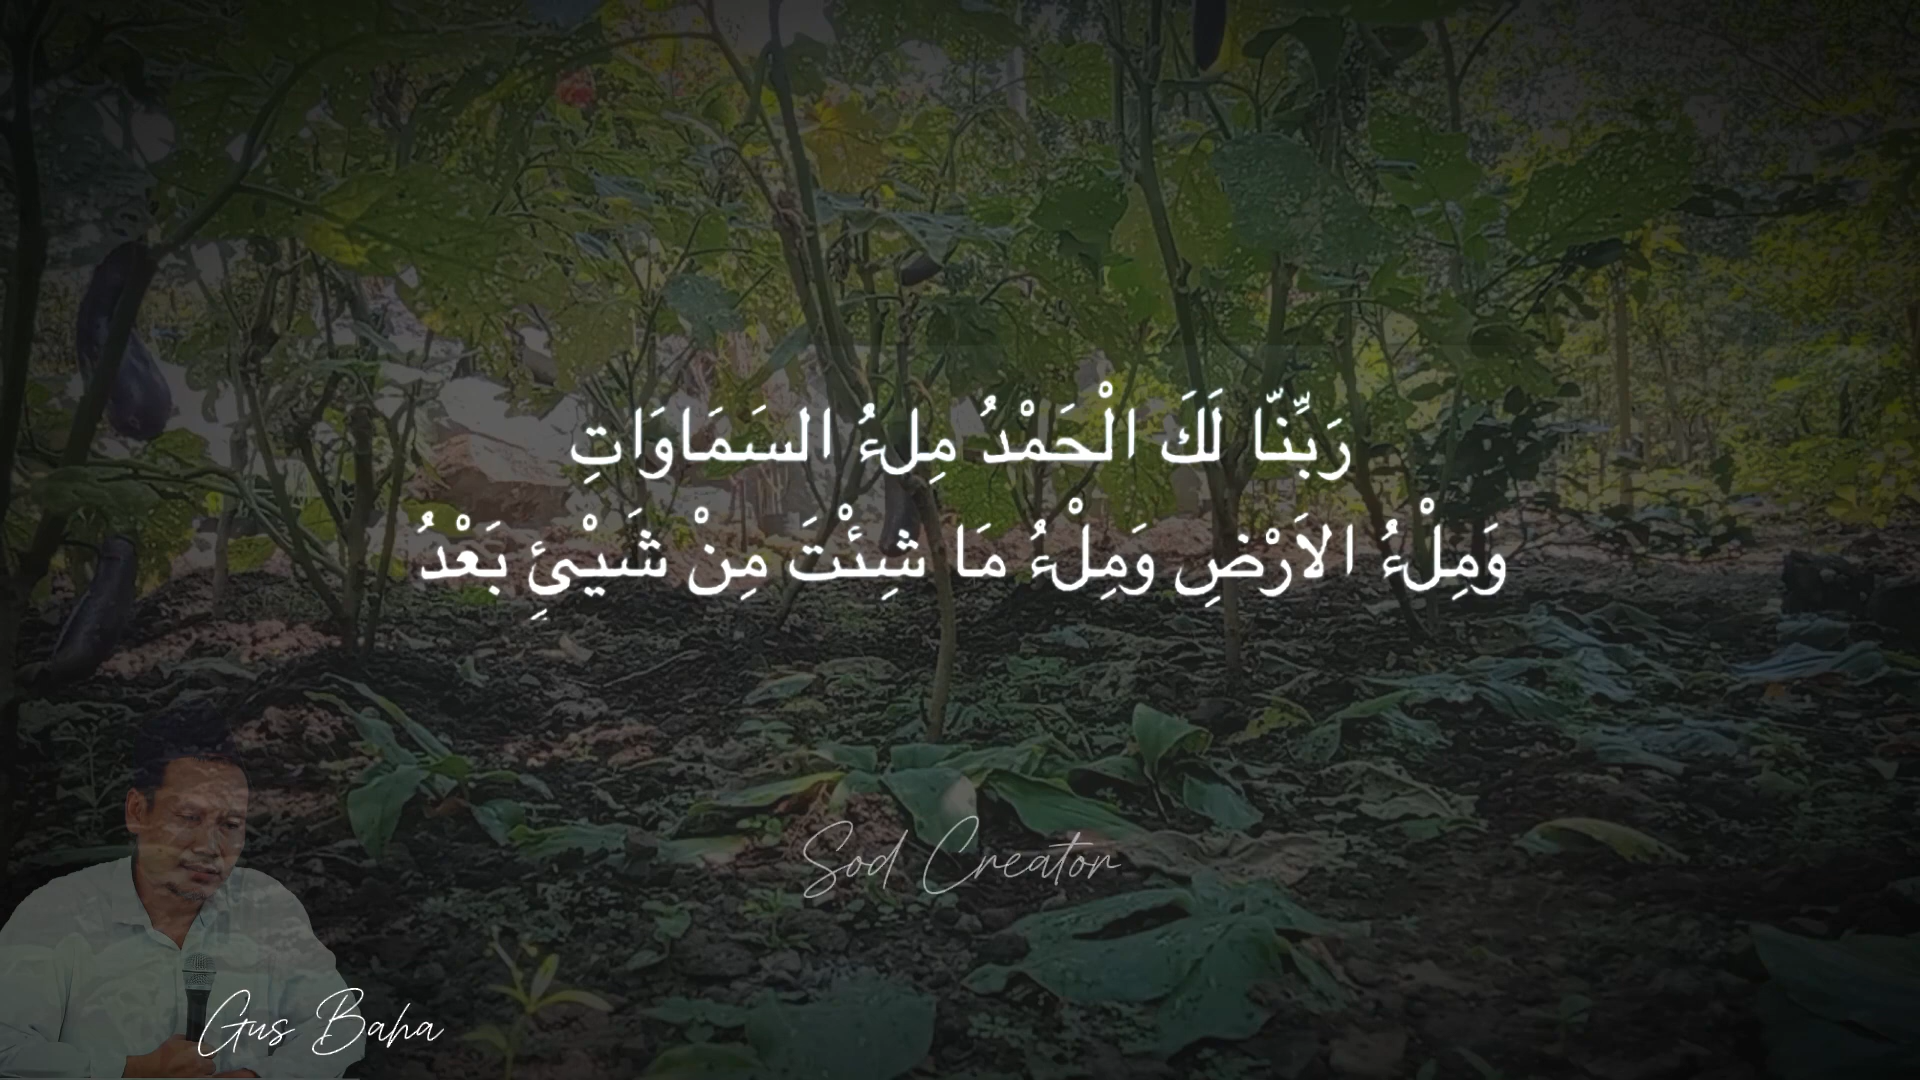 رَبِّنّا لَكَ الْحَمْدُ مِلءُ السَمَاوَاتِ
وَمِلْءُ الاَرْضِ وَمِلْءُ مَا شِئْتَ مِنْ شَيْئِ بَعْدُ
Sod Creator
Gus Baha